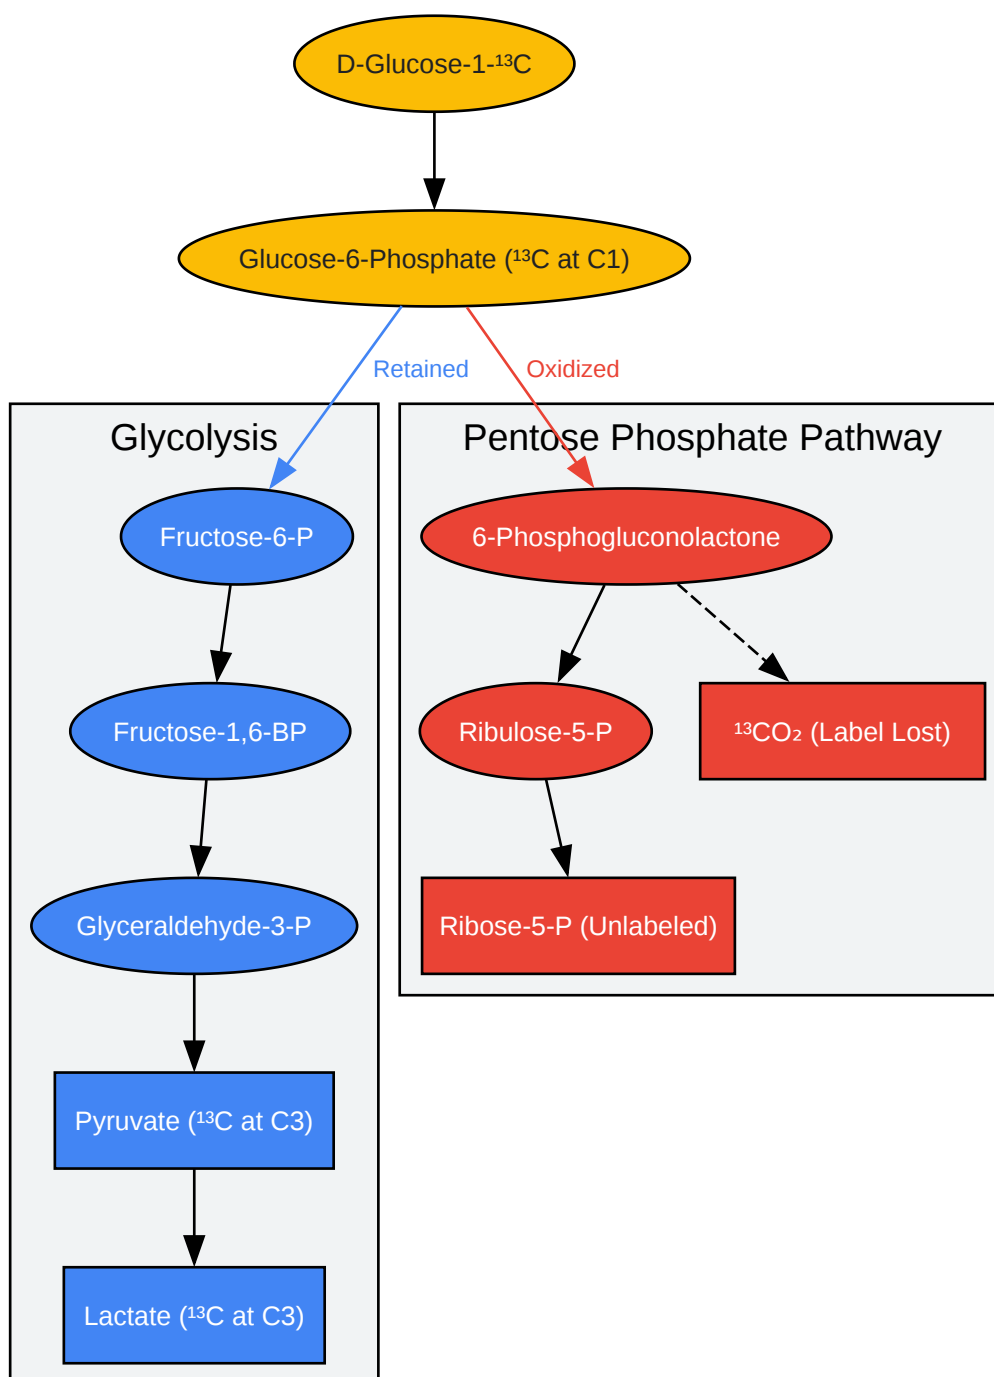 D-Glucose-1-¹³C
Glucose-6-Phosphate (¹³C at C1)
Retained
Oxidized
Glycolysis
Fructose-6-P
Fructose-1,6-BP
Glyceraldehyde-3-P
Pyruvate (¹³C at C3)
Lactate (¹³C at C3)
Pentose Phosphate Pathway
6-Phosphogluconolactone
Ribulose-5-P
¹³CO₂ (Label Lost)
Ribose-5-P (Unlabeled)